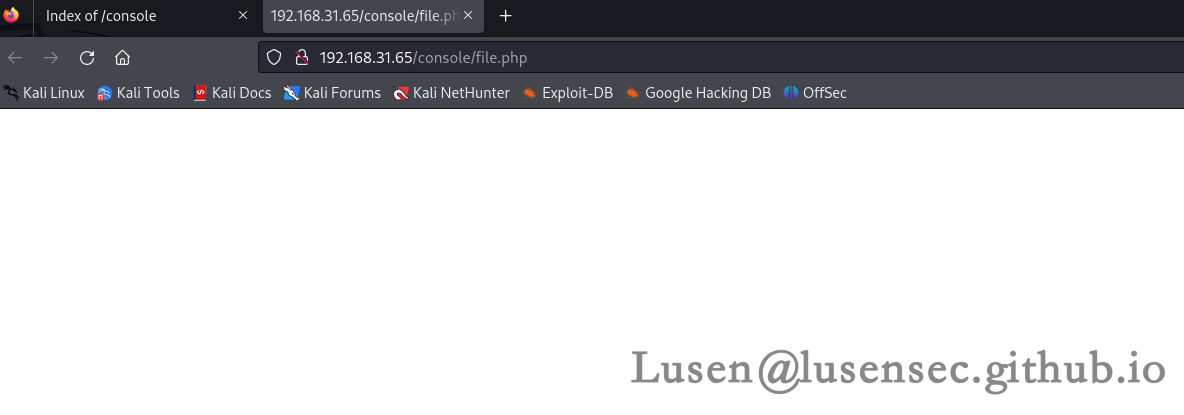 Index of /console
192.168.31.65/console/file.ph
192.168.31.65/console/file.php
Kali Linux Kali Tools Kali Docs Kali Forums Kali NetHunter Exploit-DB Google Hacking DB OffSec
Lusen@lusensec.github.io